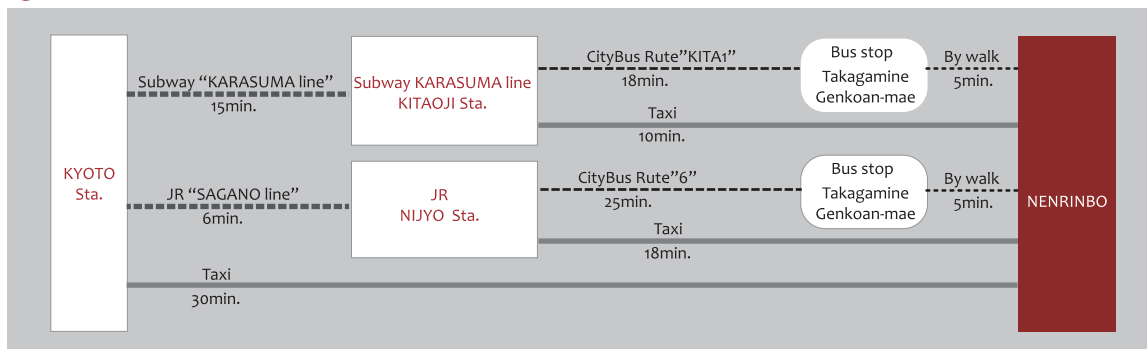 KYOTO
Sta.
Subway “KARASUMA line”
15min.
Subway KARASUMA line
KITAOJI Sta.
CityBus Rute”KITA1”
18min.
Bus stop
Takagamine
Genkoan-mae
By walk
5min.
Taxi
10min.
JR “SAGANO line”
6min.
JR
NIJYO Sta.
CityBus Rute”6”
25min.
Bus stop
Takagamine
Genkoan-mae
By walk
5min.
Taxi
18min.
Taxi
30min.
NENRINBO